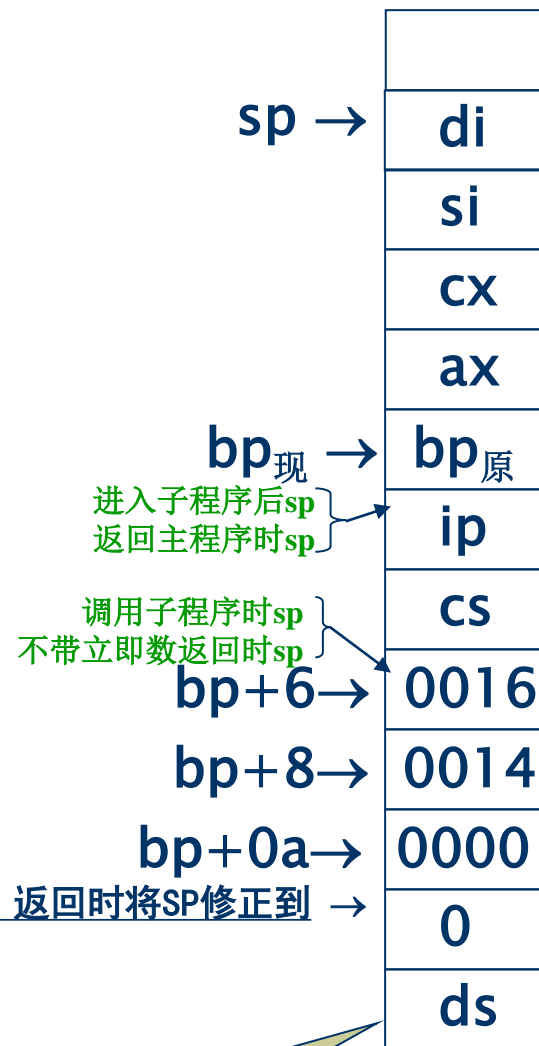 sp → di
si
cx
ax
bp现 → bp原
进入子程序后sp
返回主程序时sp
ip
cs
调用子程序时sp
不带立即数返回时sp
bp+6→ 0016
bp+8→ 0014
bp+0a→ 0000
返回时将SP修正到 →
0
ds